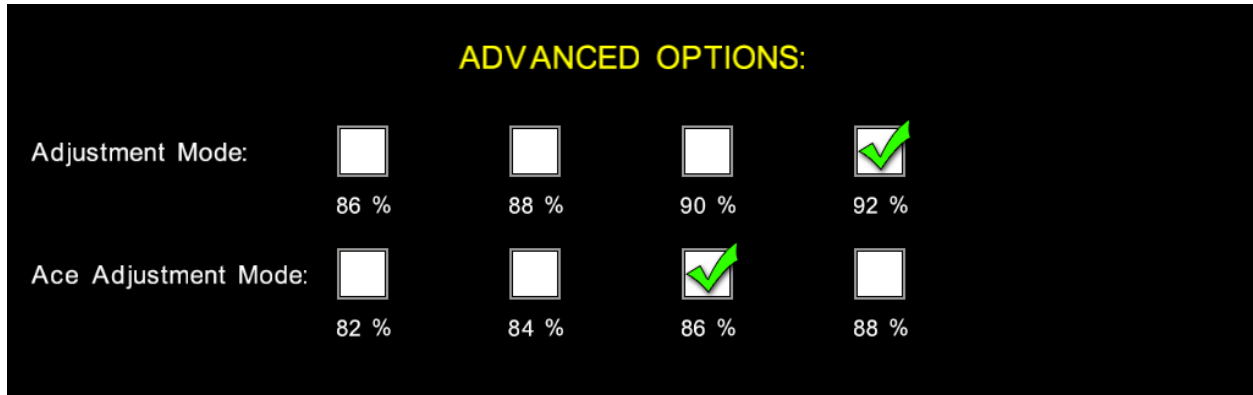 ADVANCED OPTIONS:
Adjustment Mode:
86 % 88 % 90 % 92 %
Ace Adjustment Mode:
82 % 84 % 86 % 88 %